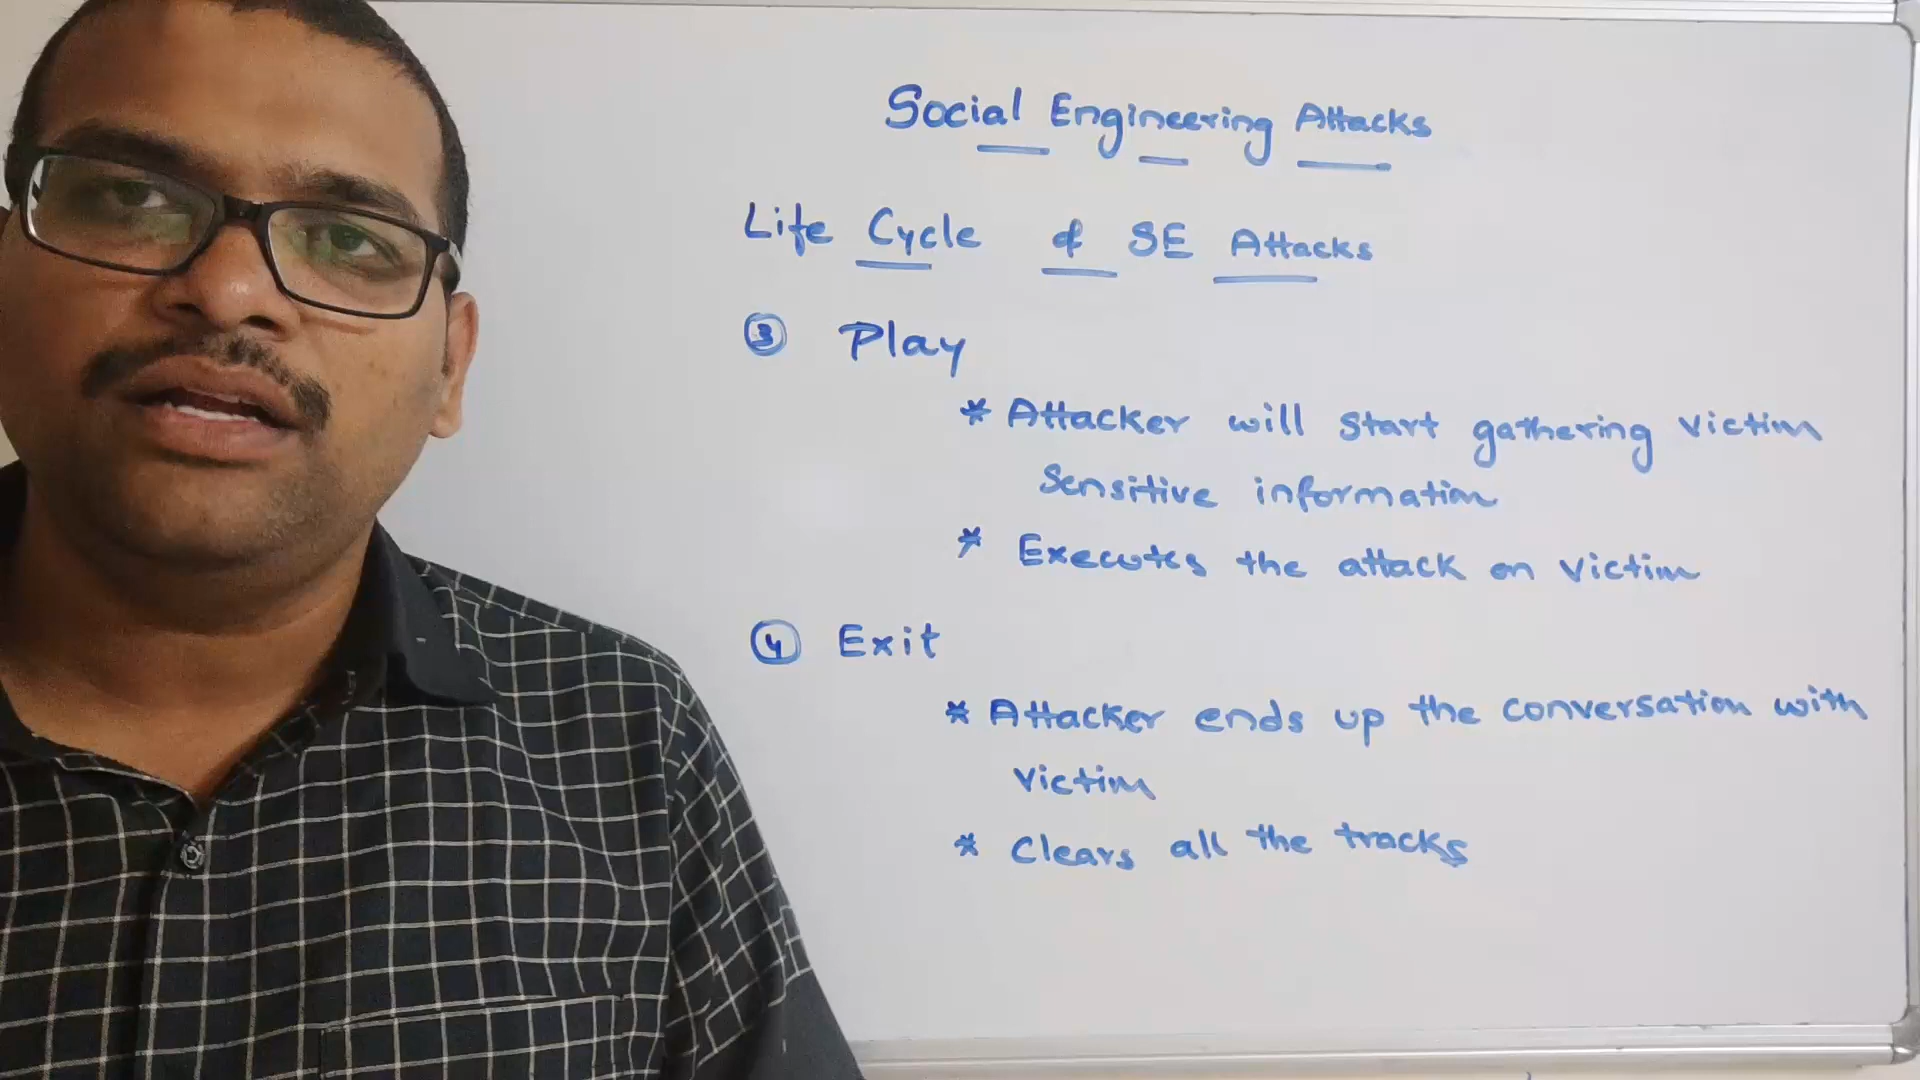 Social Engineering Attacks
Life Cycle of SE Attacks
③ Play
* Attacker will start gathering victim
Sensitive information
* Executes the attack on victim
④ Exit
* Attacker ends up the conversation with
victim
* Clears all the tracks